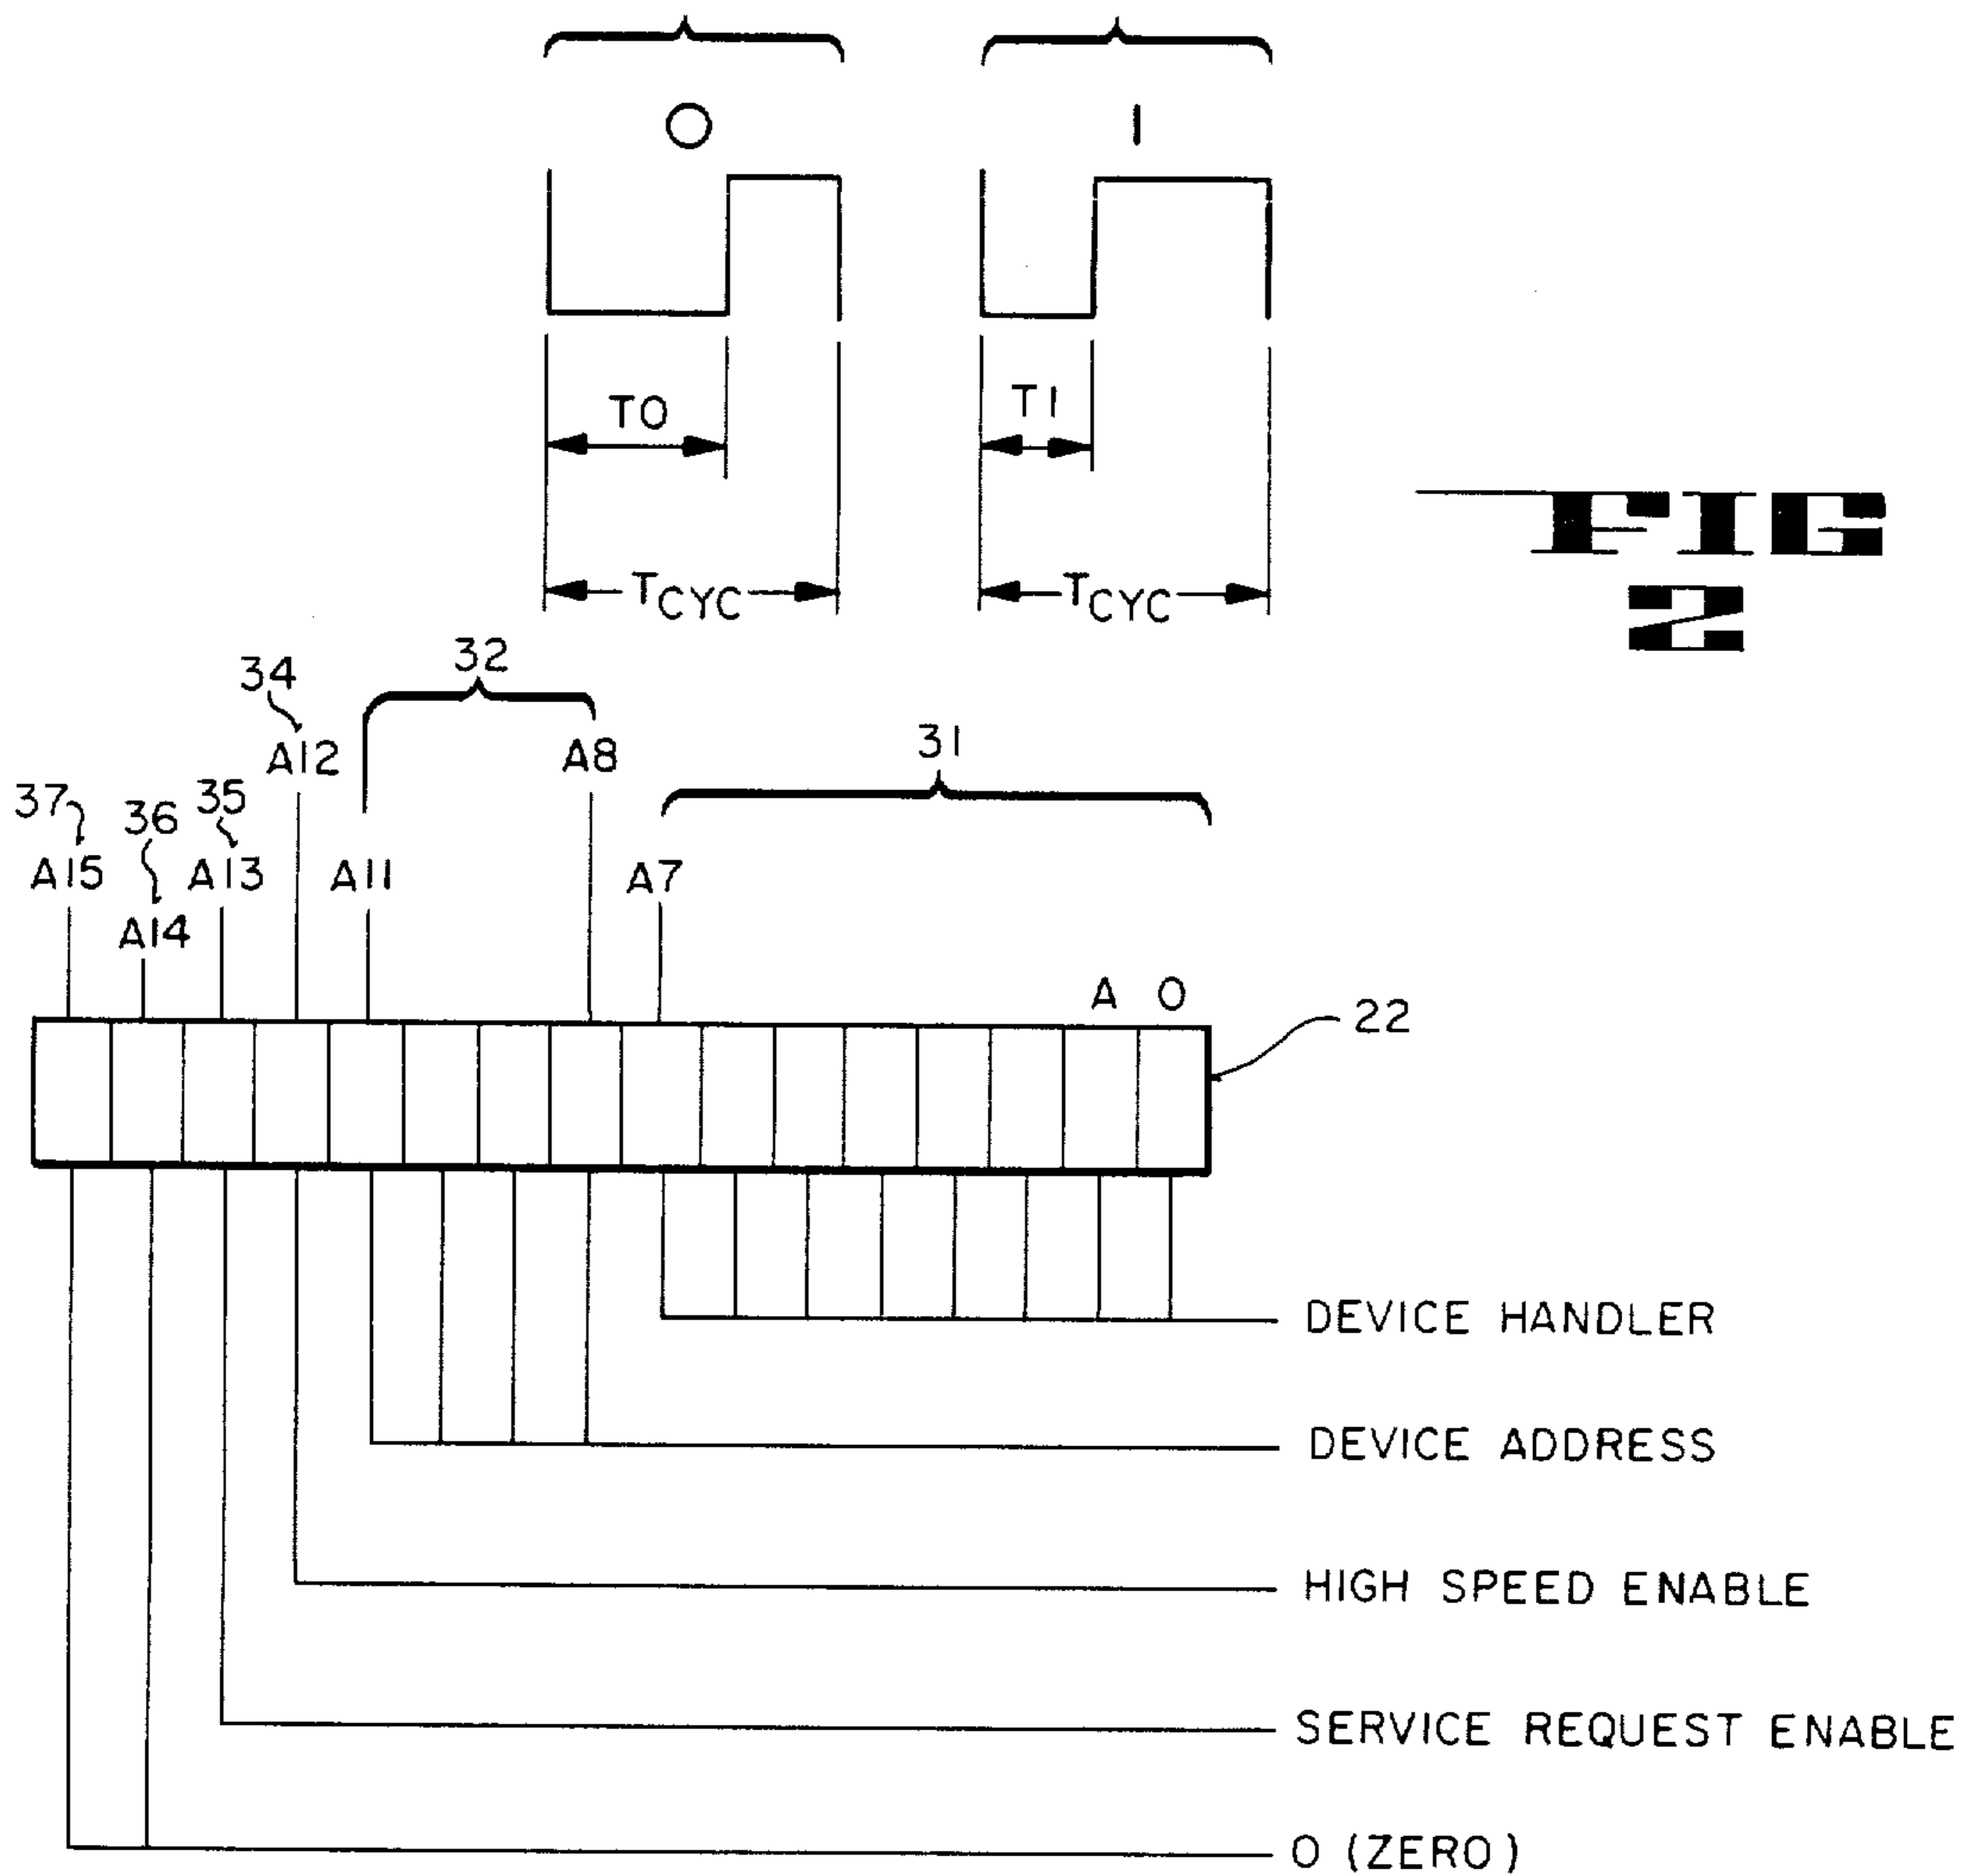 0 1
T0 T1
FIG
2
TCYC TCYC
32
34
31
A12 A8
37 35
36
A15 A13 A11 A7
A14
A 0
22
DEVICE HANDLER
DEVICE ADDRESS
HIGH SPEED ENABLE
SERVICE REQUEST ENABLE
0 (ZERO)